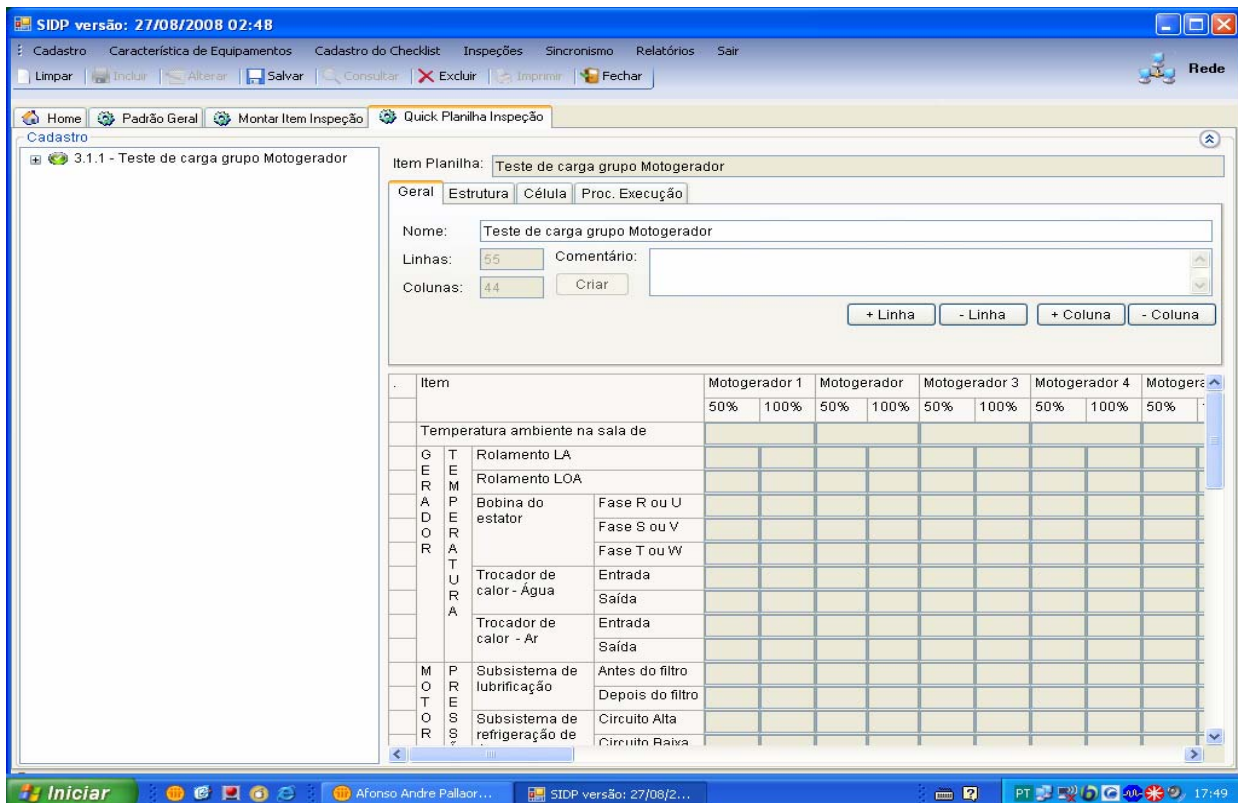 SIDP versão: 27/08/2008 02:48
Cadastro Característica de Equipamentos Cadastro do Checklist Inspeções Sincronismo Relatórios Sair
Limpar Incluir Alterar Salvar Consultar Excluir Imprimir Fechar Rede
Home Padrão Geral Montar Item Inspeção Quick Planilha Inspeção
Cadastro
3.1.1 - Teste de carga grupo Motogerador
Item Planilha: Teste de carga grupo Motogerador
Geral Estrutura Célula Proc. Execução
Nome: Teste de carga grupo Motogerador
Linhas: 55 Comentário:
Colunas: 44 Criar
+ Linha - Linha + Coluna - Coluna
. Item Motogerador 1 Motogerador Motogerador 3 Motogerador 4 Motogera
50% 100% 50% 100% 50% 100% 50% 100% 50%
Temperatura ambiente na sala de
GERADOR TEMPERATURA Rolamento LA
Rolamento LOA
Bobina do estator Fase R ou U
Fase S ou V
Fase T ou W
Trocador de calor - Água Entrada
Saída
Trocador de calor - Ar Entrada
Saída
MOTOR PRESS Subsistema de lubrificação Antes do filtro
Depois do filtro
Subsistema de refrigeração de Circuito Alta
Circuito Baixa
Iniciar Afonso Andre Pallaor... SIDP versão: 27/08/2... PT 17:49